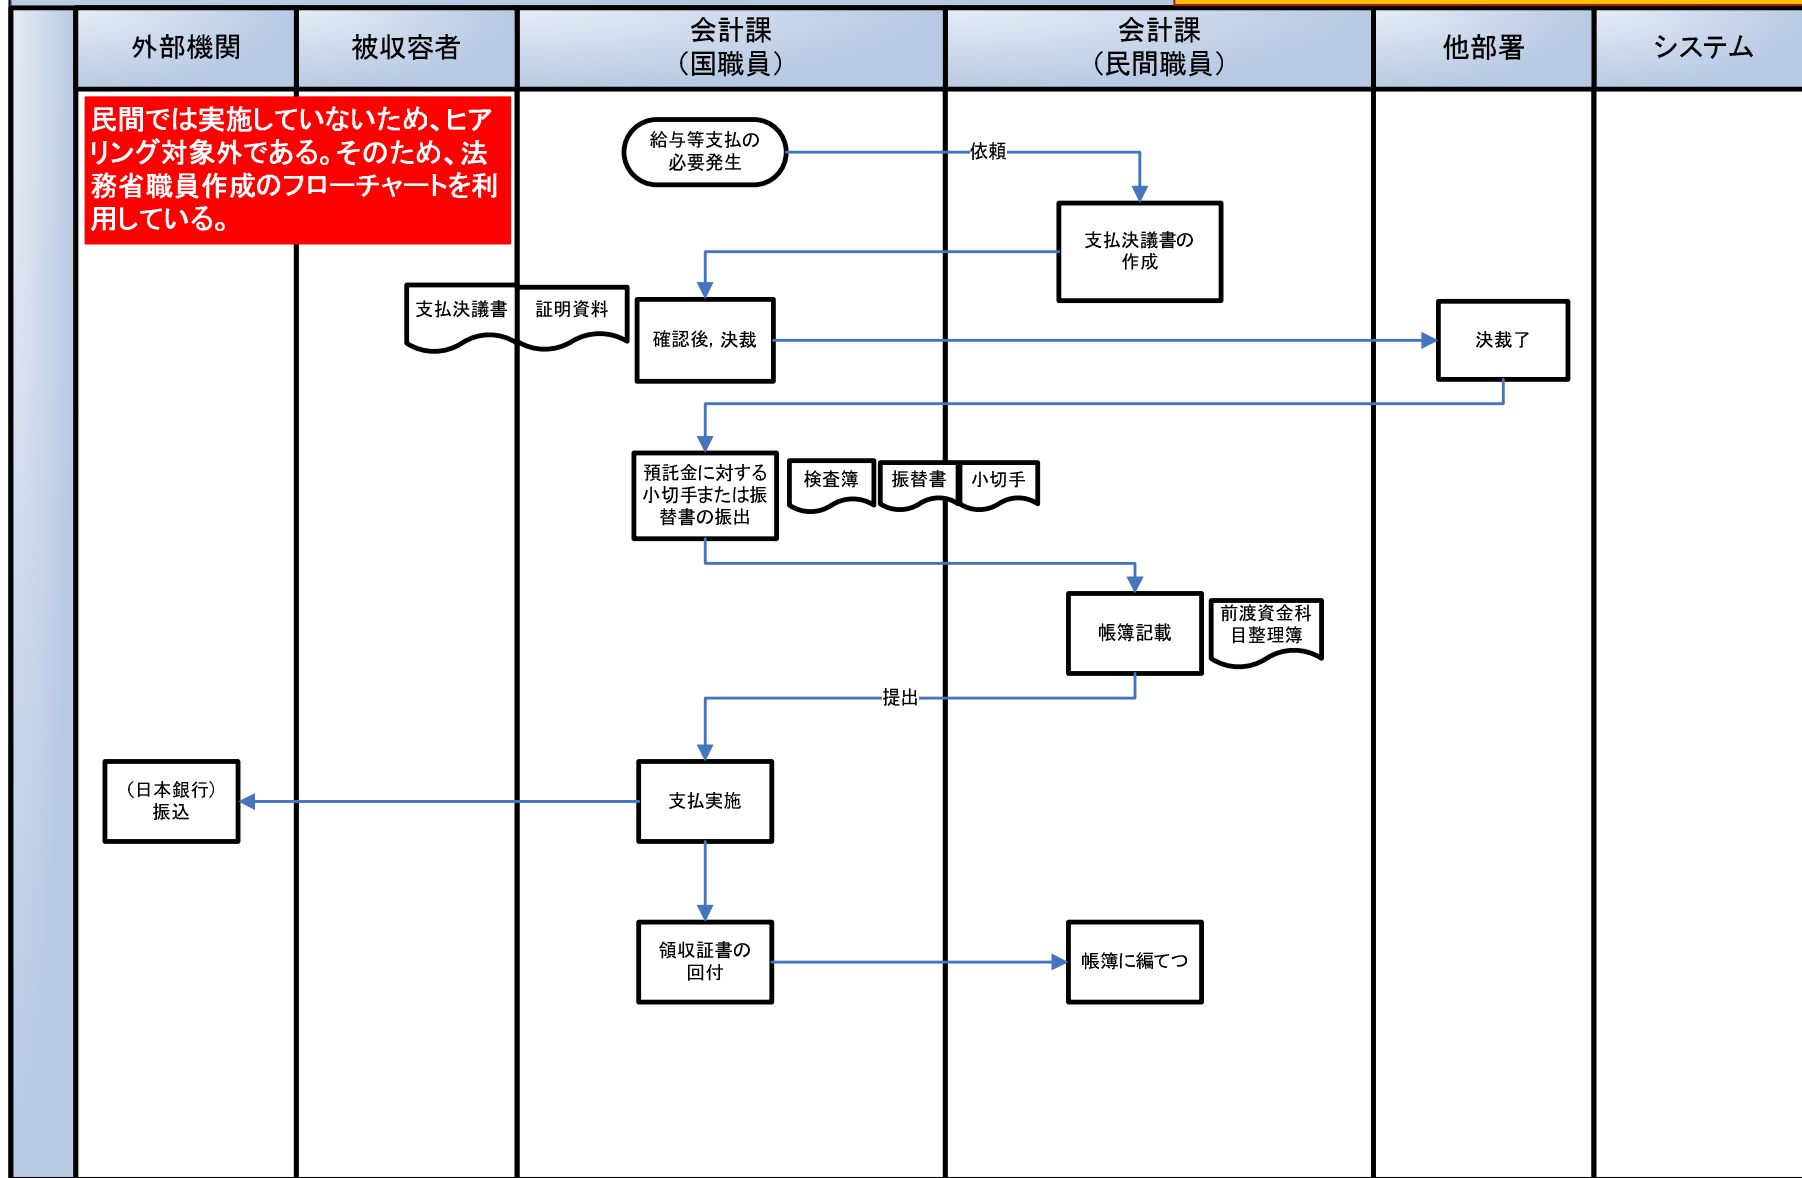 外部機関
被収容者
会計課
（国職員）
会計課
（民間職員）
他部署
システム
民間では実施していないため、ヒア
リング対象外である。そのため、法
務省職員作成のフローチャートを利
用している。
給与等支払の
必要発生
依頼
支払決議書の
作成
支払決議書
証明資料
確認後，決裁
決裁了
預託金に対する
小切手または振
替書の振出
検査簿
振替書
小切手
帳簿記載
前渡資金科
目整理簿
提出
（日本銀行）
振込
支払実施
領収証書の
回付
帳簿に編てつ